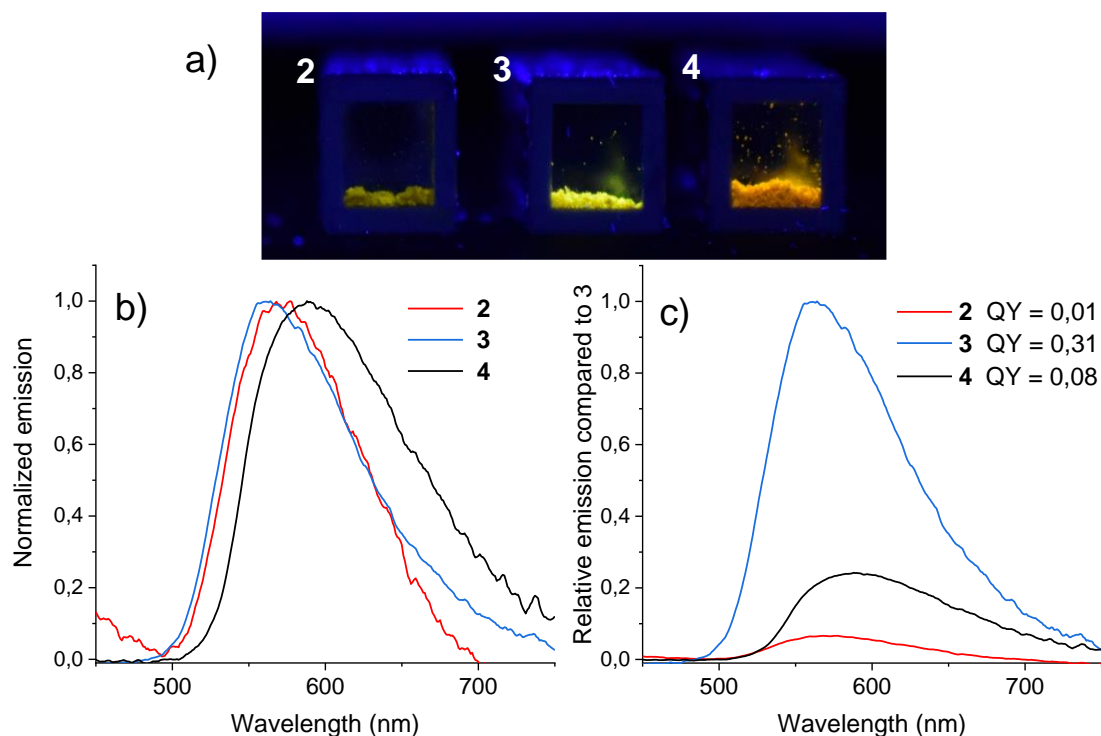 a)
2 3 4
b)
2
3
4
Normalized emission
1,0
0,8
0,6
0,4
0,2
0,0
500 600 700
Wavelength (nm)
c)
2 QY = 0,01
3 QY = 0,31
4 QY = 0,08
Relative emission compared to 3
1,0
0,8
0,6
0,4
0,2
0,0
500 600 700
Wavelength (nm)